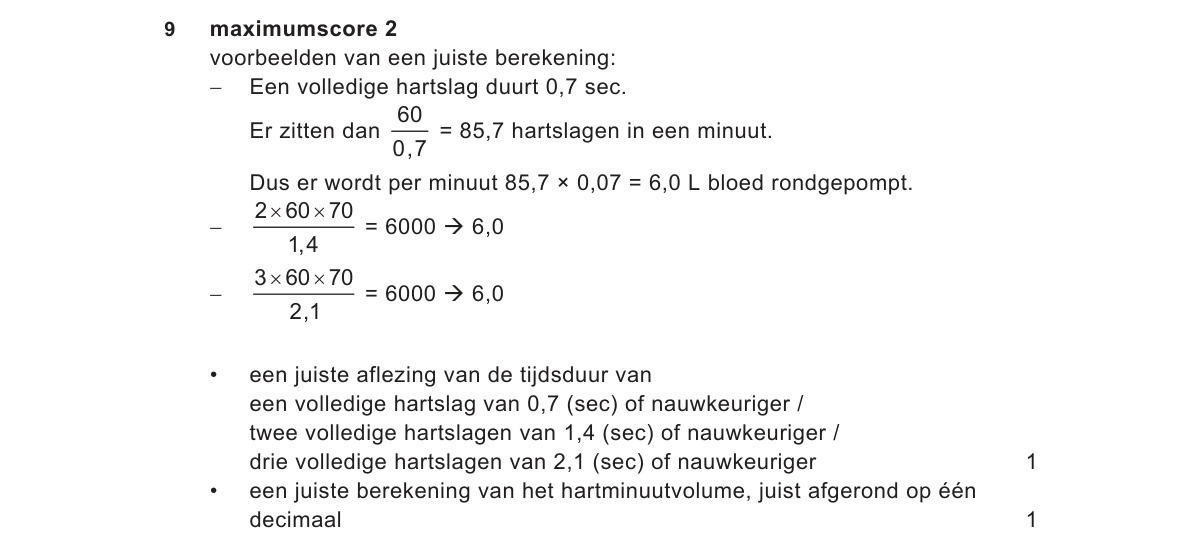 9 maximumscore 2
voorbeelden van een juiste berekening:
– Een volledige hartslag duurt 0,7 sec.
Er zitten dan 60/0,7 = 85,7 hartslagen in een minuut.
Dus er wordt per minuut 85,7 × 0,07 = 6,0 L bloed rondgepompt.
– 2×60×70/1,4 = 6000 → 6,0
– 3×60×70/2,1 = 6000 → 6,0
• een juiste aflezing van de tijdsduur van
een volledige hartslag van 0,7 (sec) of nauwkeuriger /
twee volledige hartslagen van 1,4 (sec) of nauwkeuriger /
drie volledige hartslagen van 2,1 (sec) of nauwkeuriger 1
• een juiste berekening van het hartminuutvolume, juist afgerond op één
decimaal 1